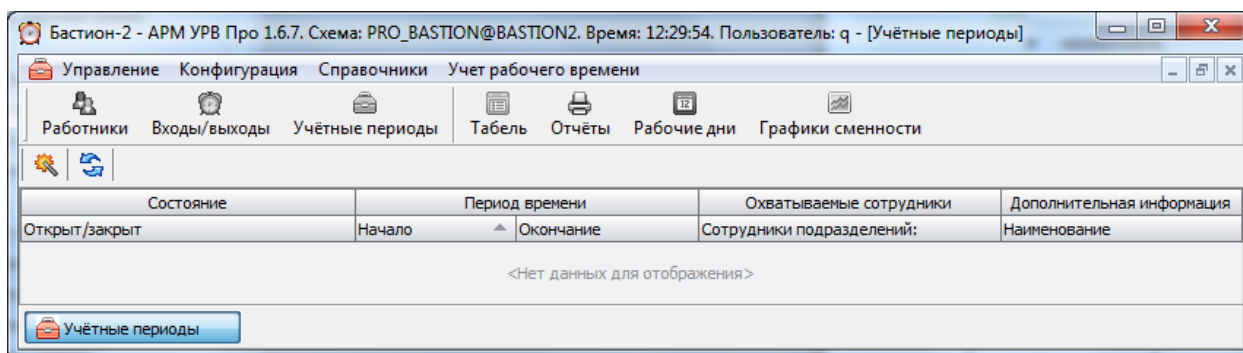 Бастион-2 - АРМ УРВ Про 1.6.7. Схема: PRO_BASTION@BASTION2. Время: 12:29:54. Пользователь: q - [Учётные периоды]
Управление Конфигурация Справочники Учет рабочего времени
Работники Входы/выходы Учётные периоды Табель Отчёты Рабочие дни Графики сменности
Состояние Период времени Охватываемые сотрудники Дополнительная информация
Открыт/закрыт Начало Окончание Сотрудники подразделений: Наименование
<Нет данных для отображения>
Учётные периоды